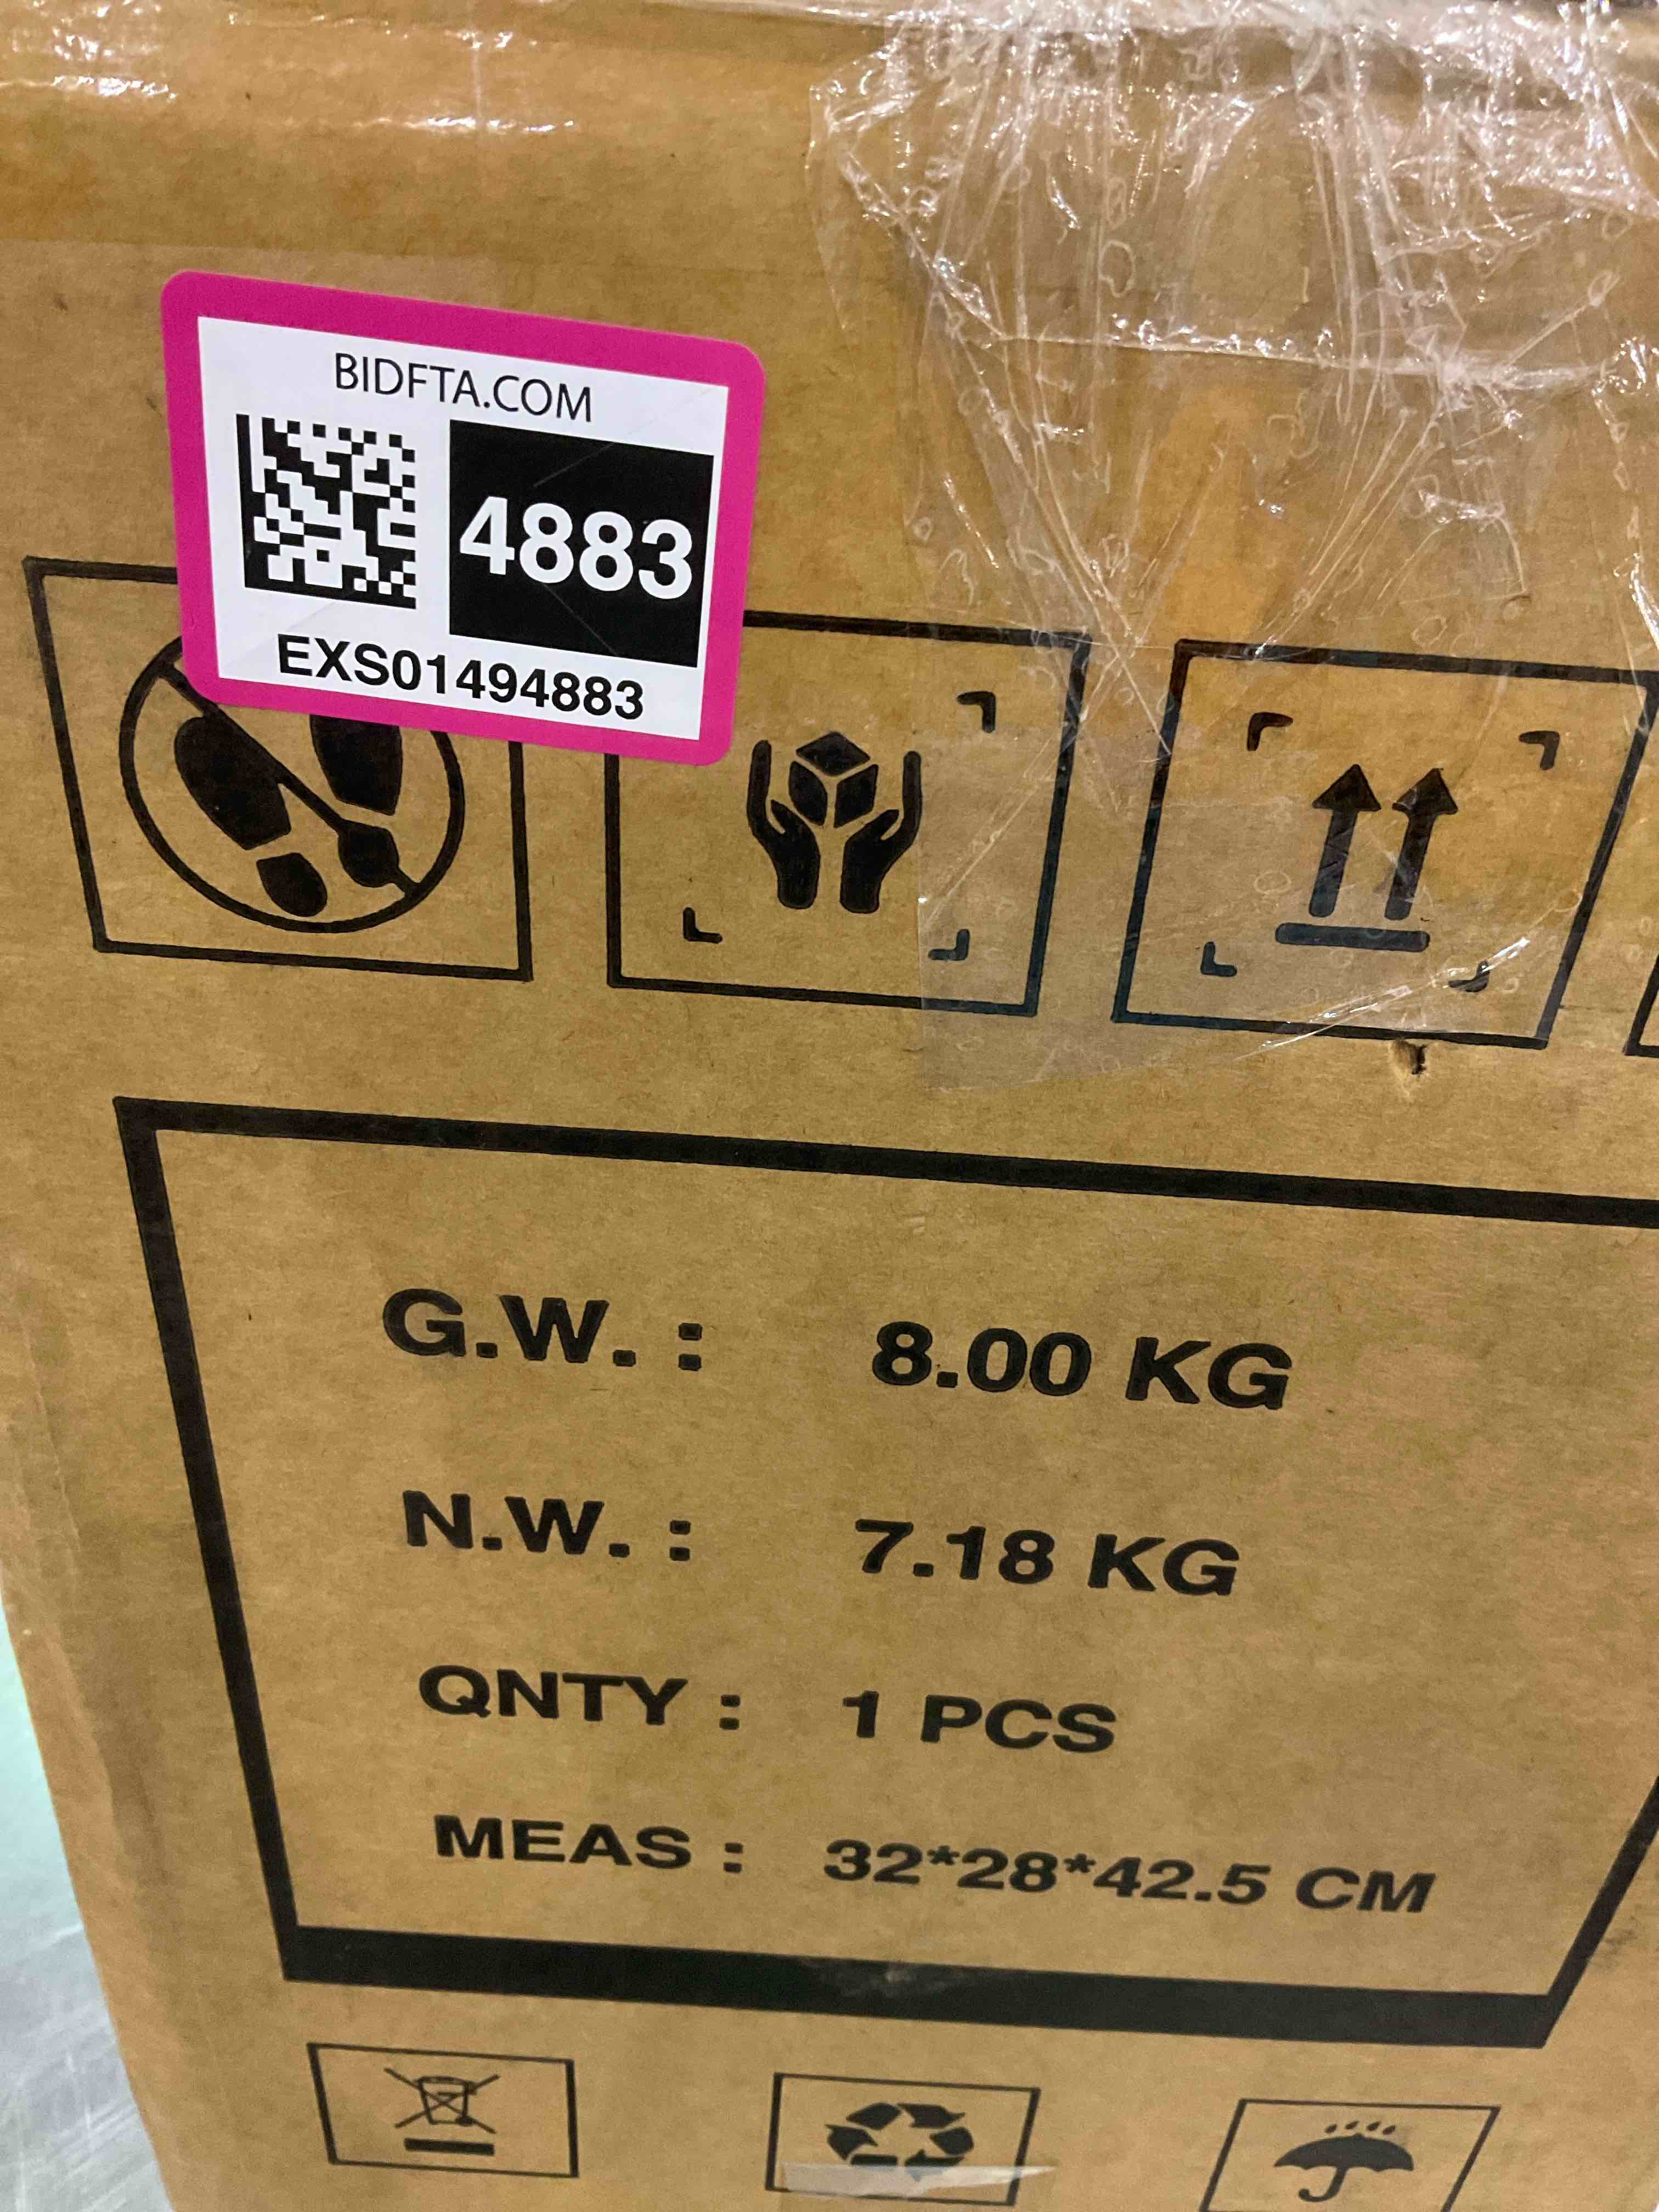 BIDFTA.COM
4883
EXS01494883
G.W. : 8.00 KG
N.W. : 7.18 KG
QNTY : 1 PCS
MEAS : 32*28*42.5 CM